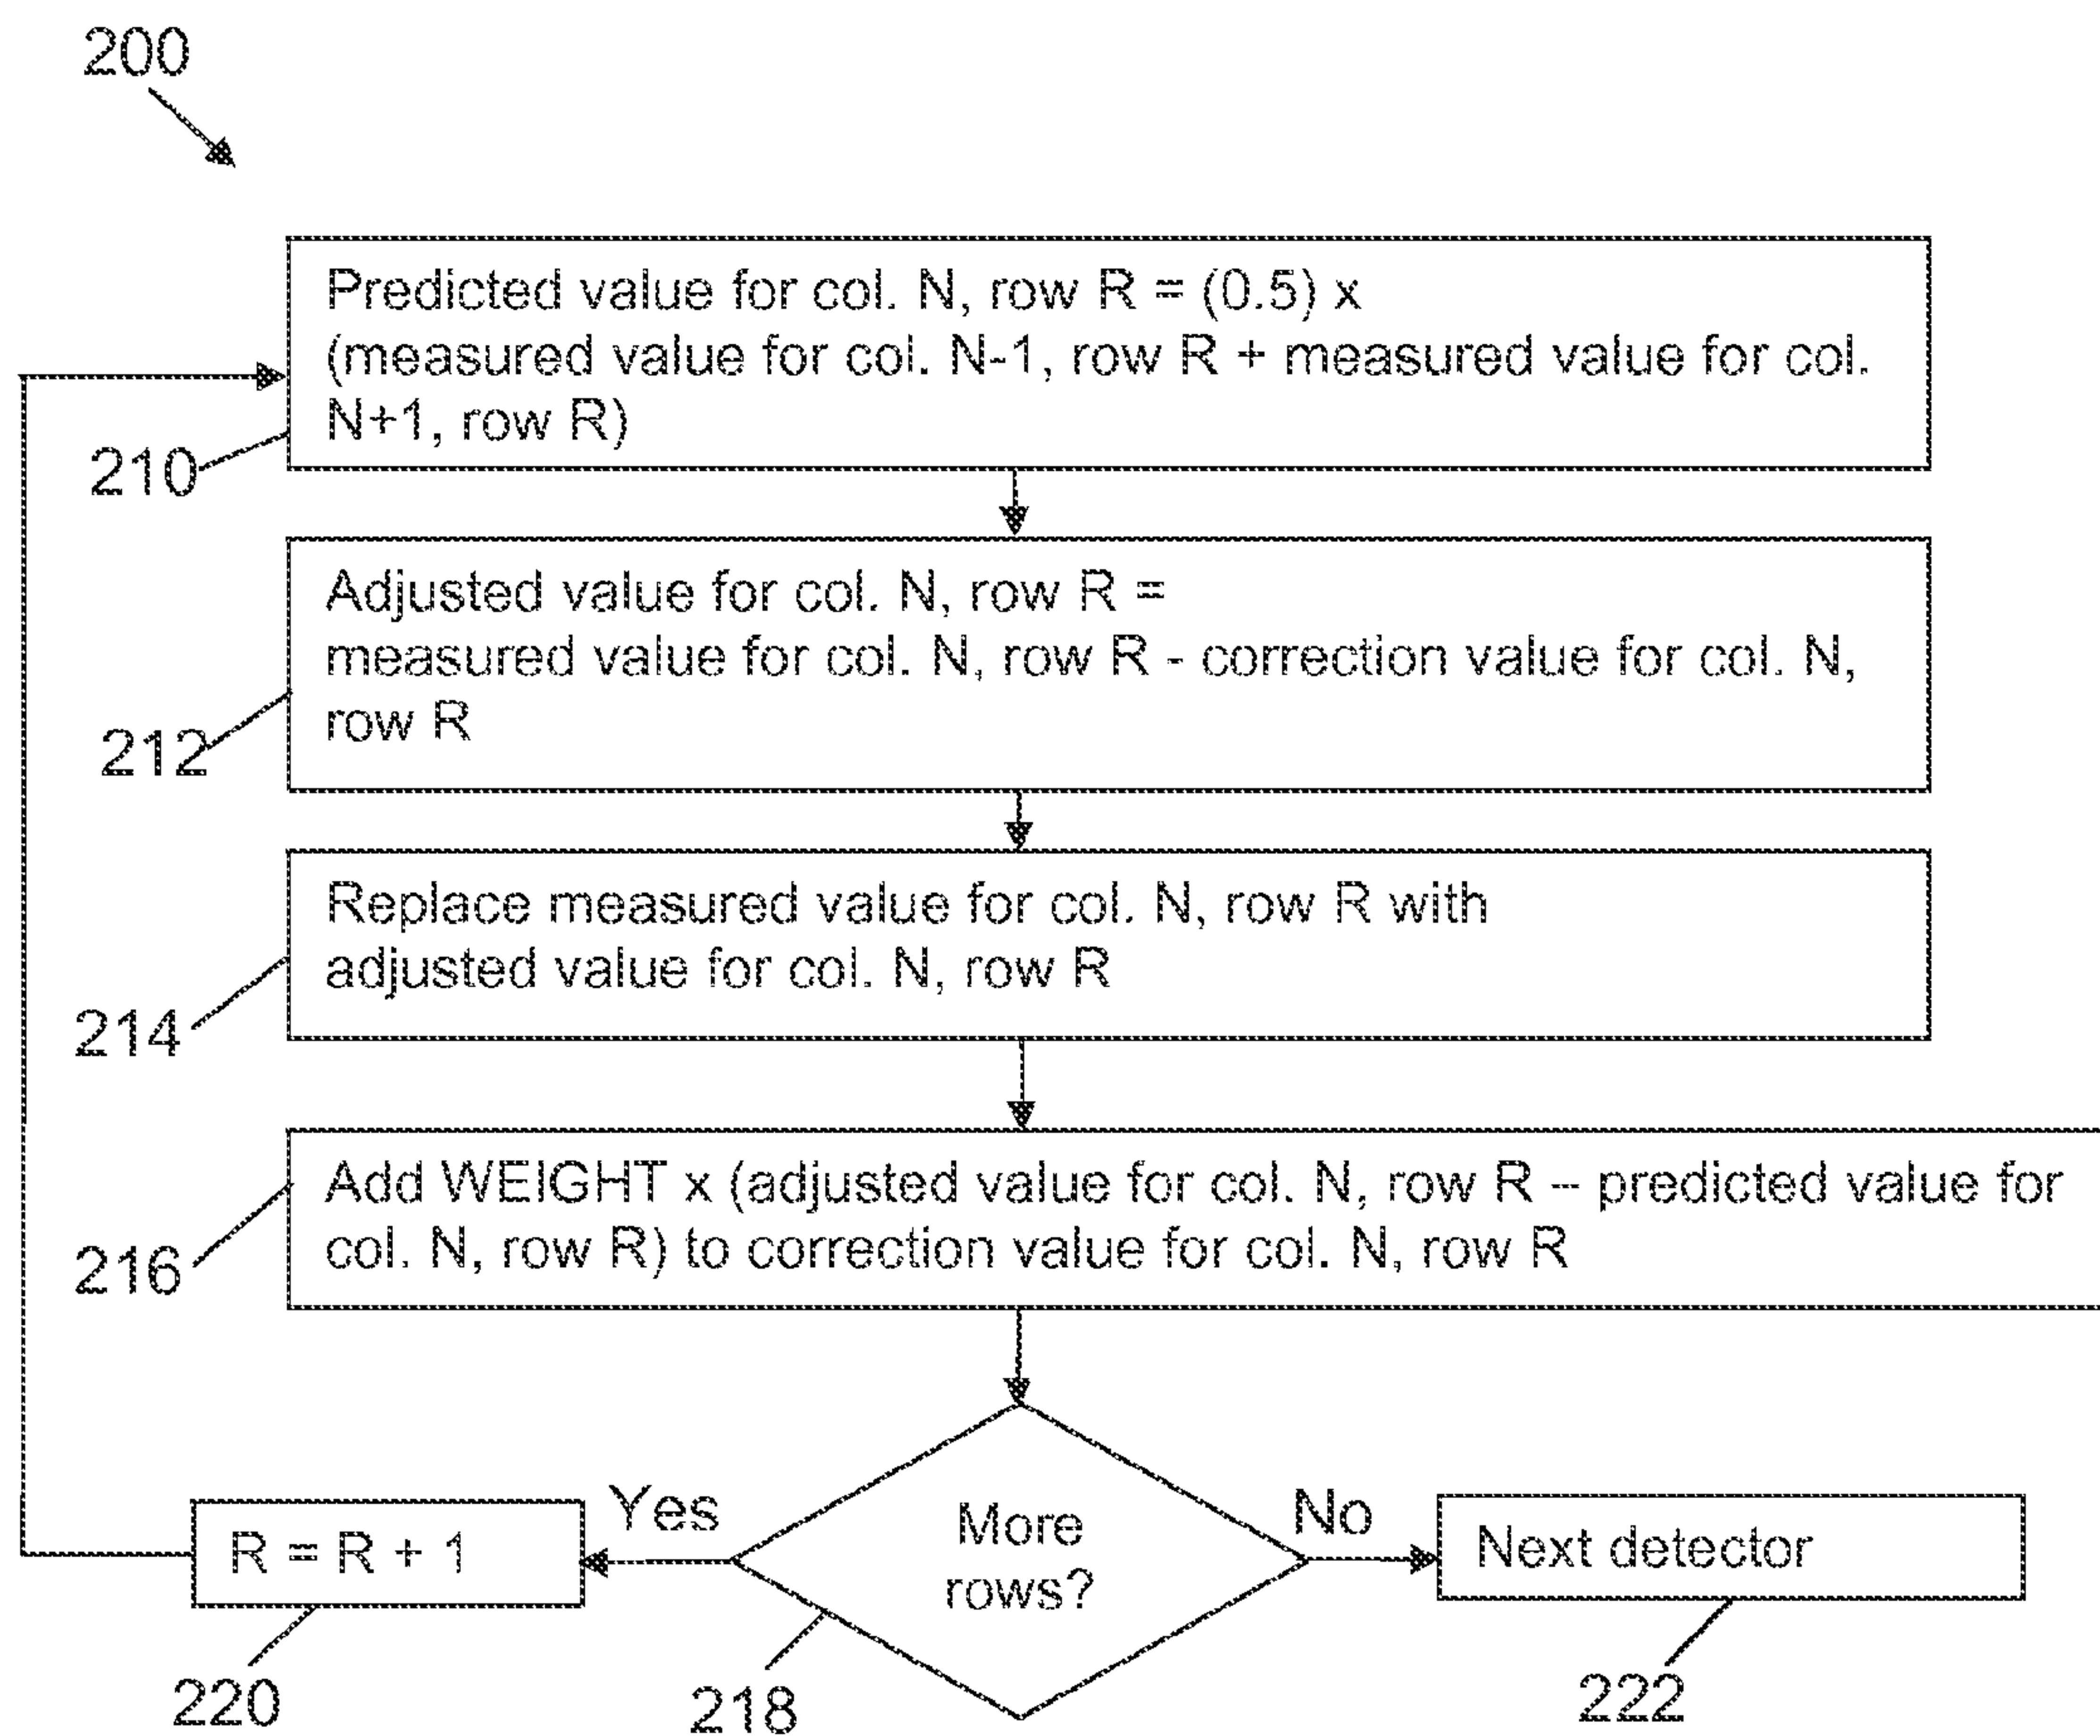 200
Predicted value for col. N, row R = (0.5) x
(measured value for col. N-1, row R + measured value for col.
N+1, row R)
210
Adjusted value for col. N, row R =
measured value for col. N, row R - correction value for col. N,
row R
212
Replace measured value for col. N, row R with
adjusted value for col. N, row R
214
Add WEIGHT x (adjusted value for col. N, row R – predicted value for
col. N, row R) to correction value for col. N, row R
216
R = R + 1
Yes
More
rows?
No
Next detector
220
218
222